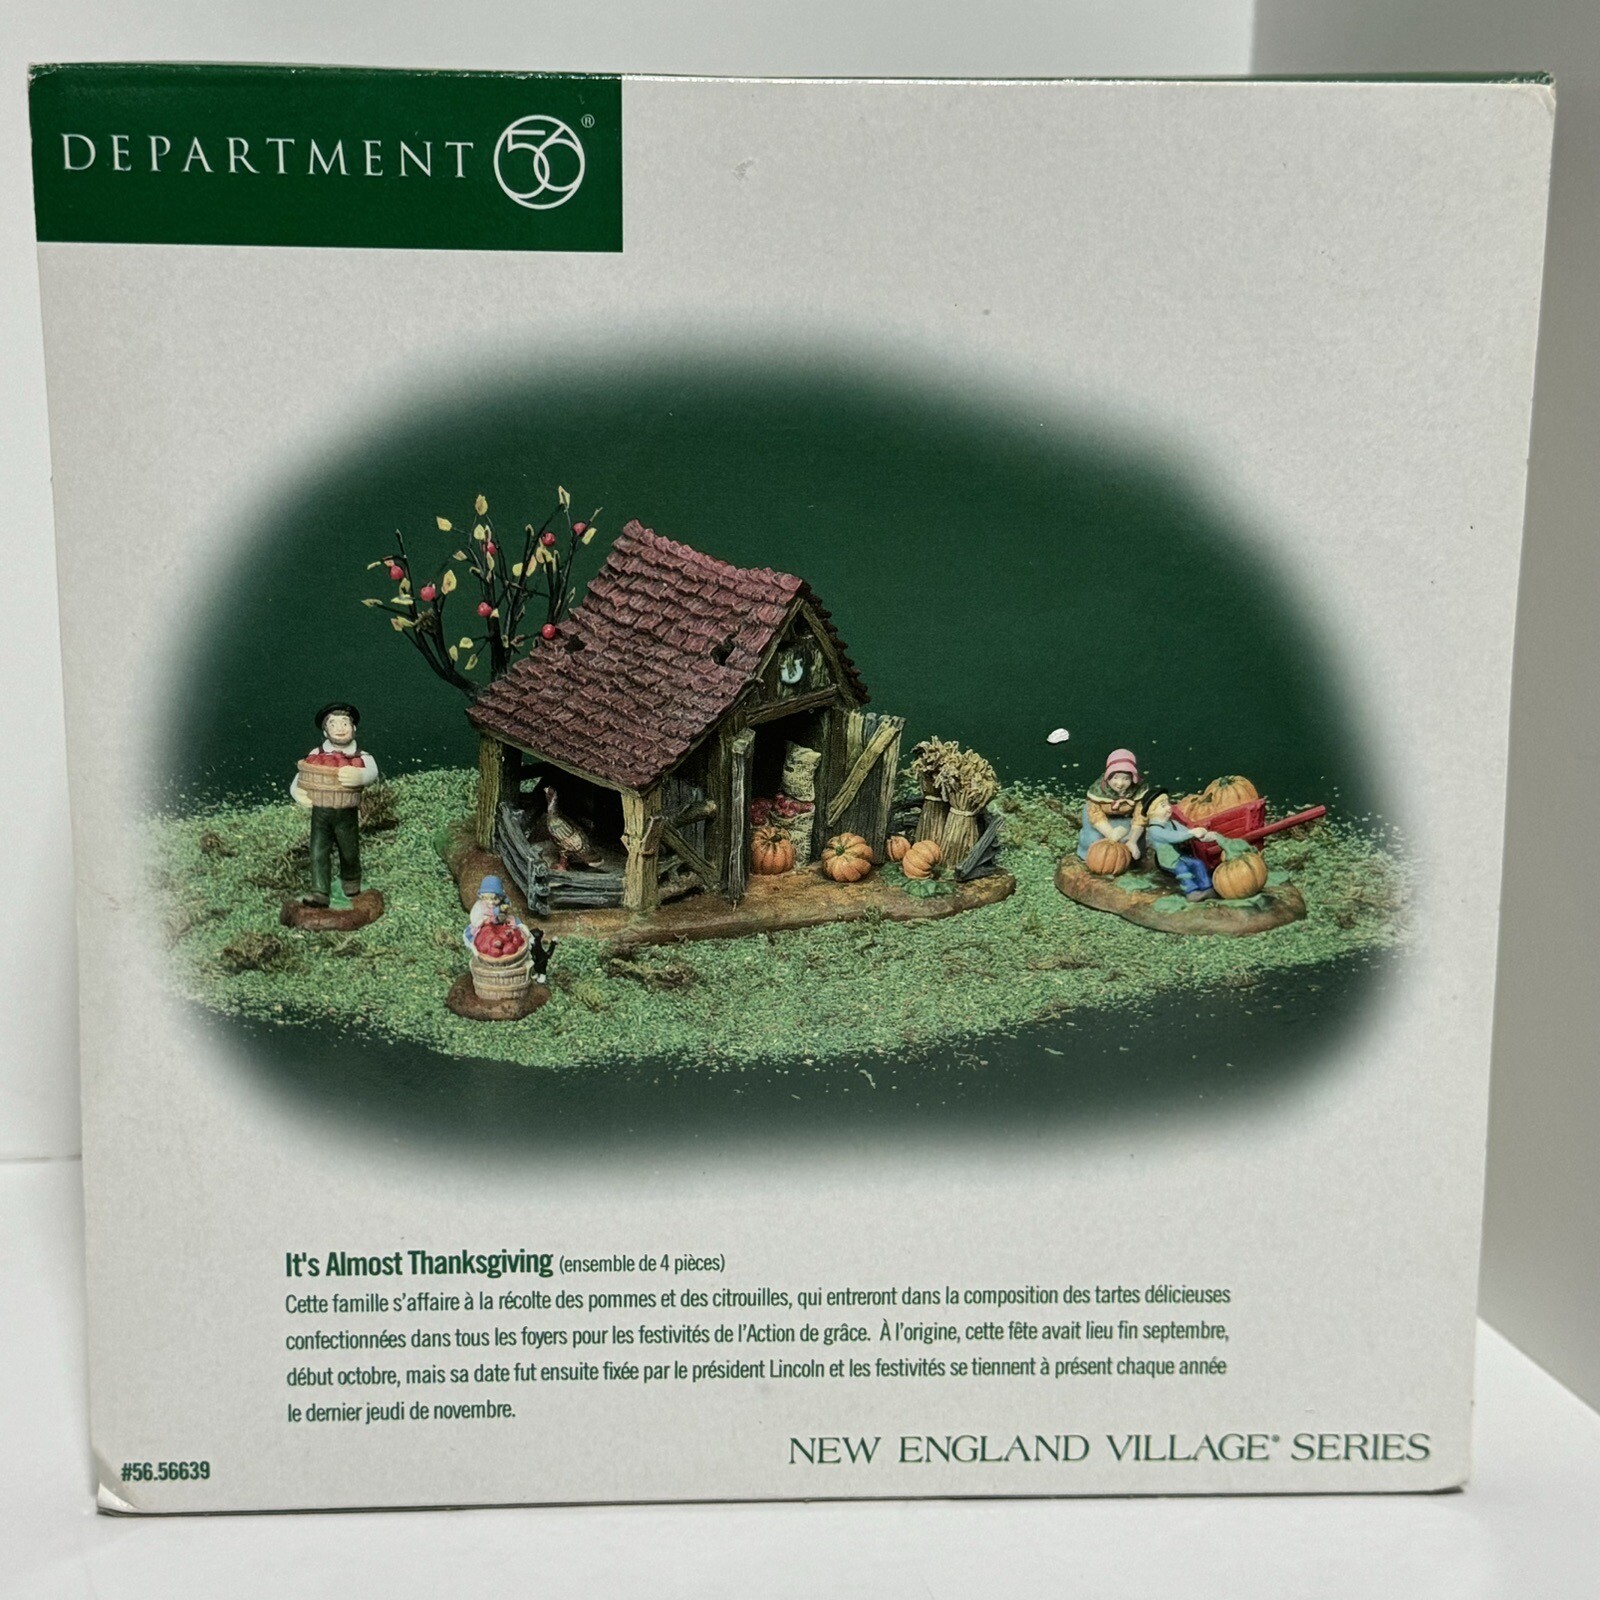 DEPARTMENT 56®
It's Almost Thanksgiving (ensemble de 4 pièces)
Cette famille s'affaire à la récolte des pommes et des citrouilles, qui entreront dans la composition des tartes délicieuses
confectionnées dans tous les foyers pour les festivités de l'Action de grâce. À l'origine, cette fête avait lieu fin septembre,
début octobre, mais sa date fut ensuite fixée par le président Lincoln et les festivités se tiennent à présent chaque année
le dernier jeudi de novembre.
NEW ENGLAND VILLAGE® SERIES
#56.56639